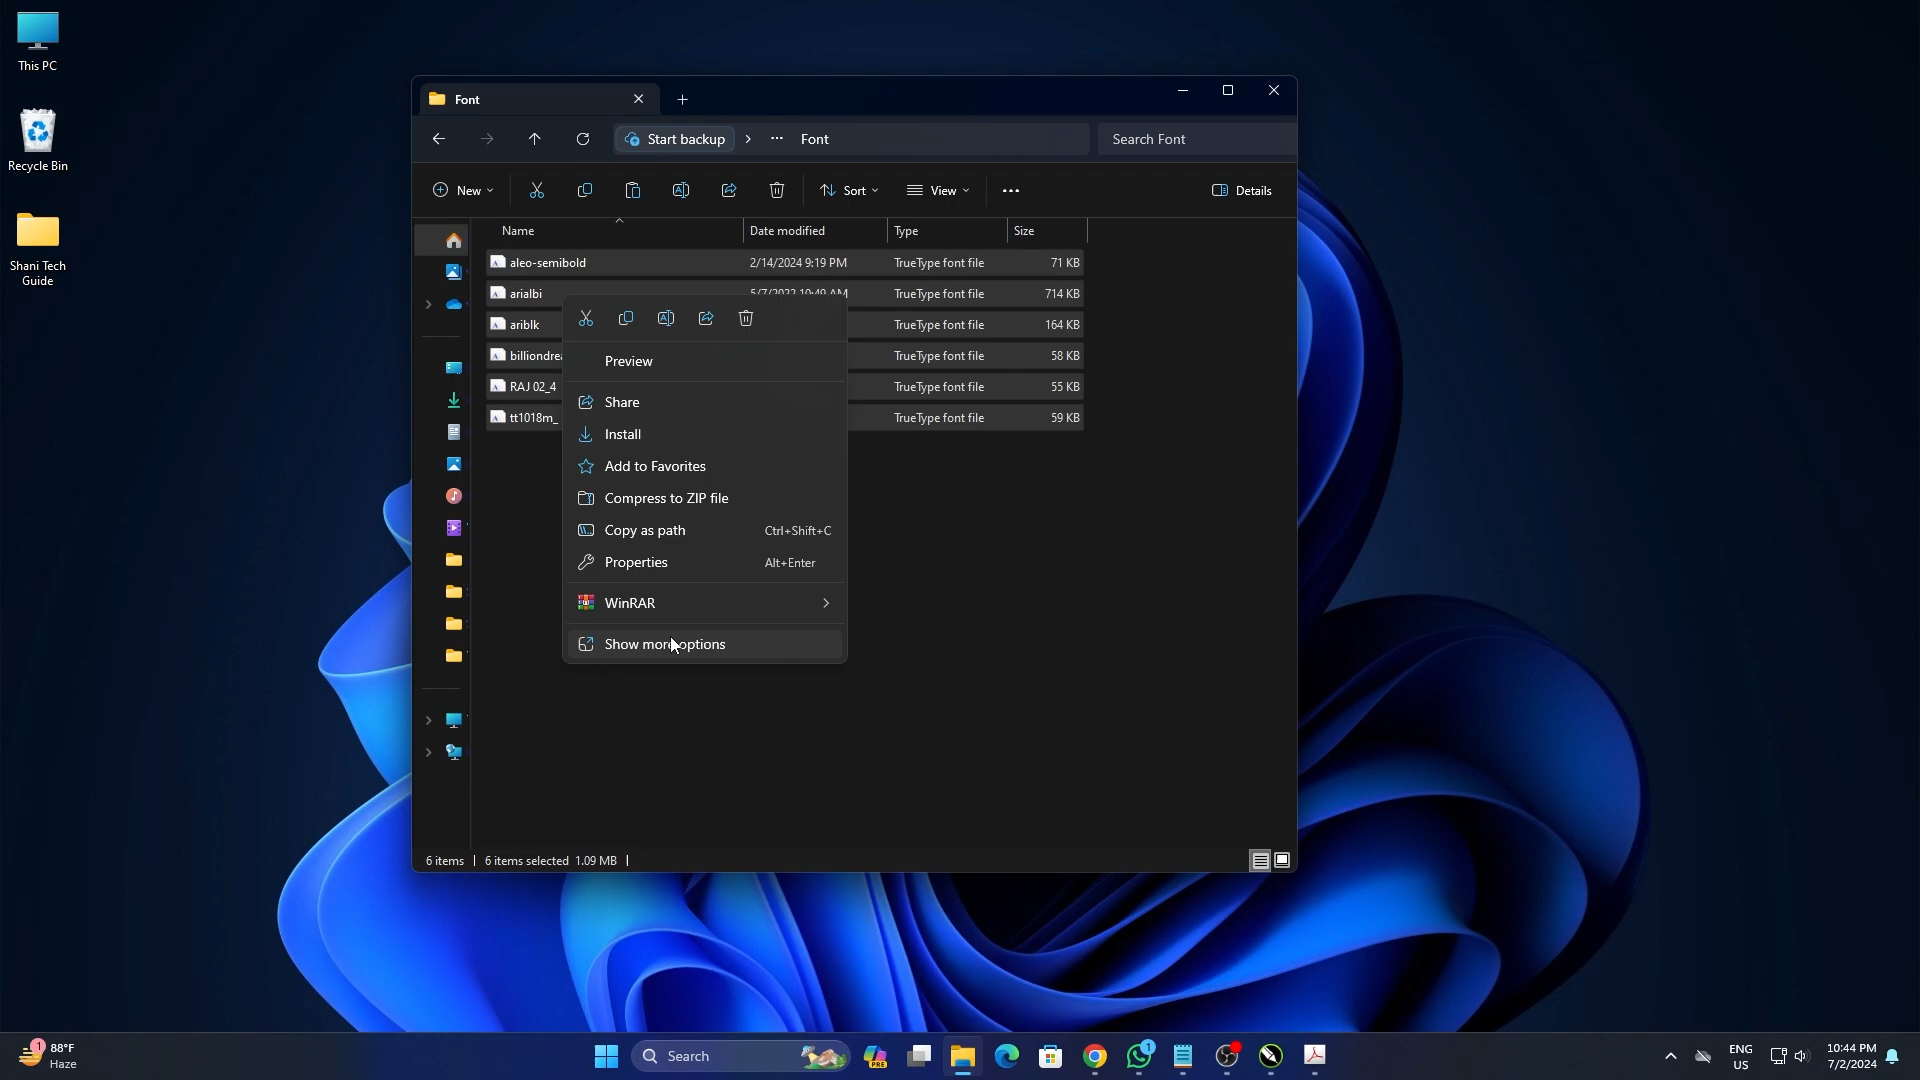 This PC
Recycle Bin
Shani Tech
Guide
Font
Start backup
Font
Search Font
New
Sort
View
Details
Name
Date modified
Type
Size
aleo-semibold
2/14/2024 9:19 PM
TrueType font file
71 KB
arialbi
5/7/2022 10:49 AM
TrueType font file
714 KB
ariblk
TrueType font file
164 KB
billiondrea
TrueType font file
58 KB
RAJ 02_4
TrueType font file
55 KB
tt1018m_
TrueType font file
59 KB
Preview
Share
Install
Add to Favorites
Compress to ZIP file
Copy as path Ctrl+Shift+C
Properties Alt+Enter
WinRAR
Show more options
6 items
6 items selected 1.09 MB
1
88°F
Haze
Search
PRE
1
ENG
US
10:44 PM
7/2/2024